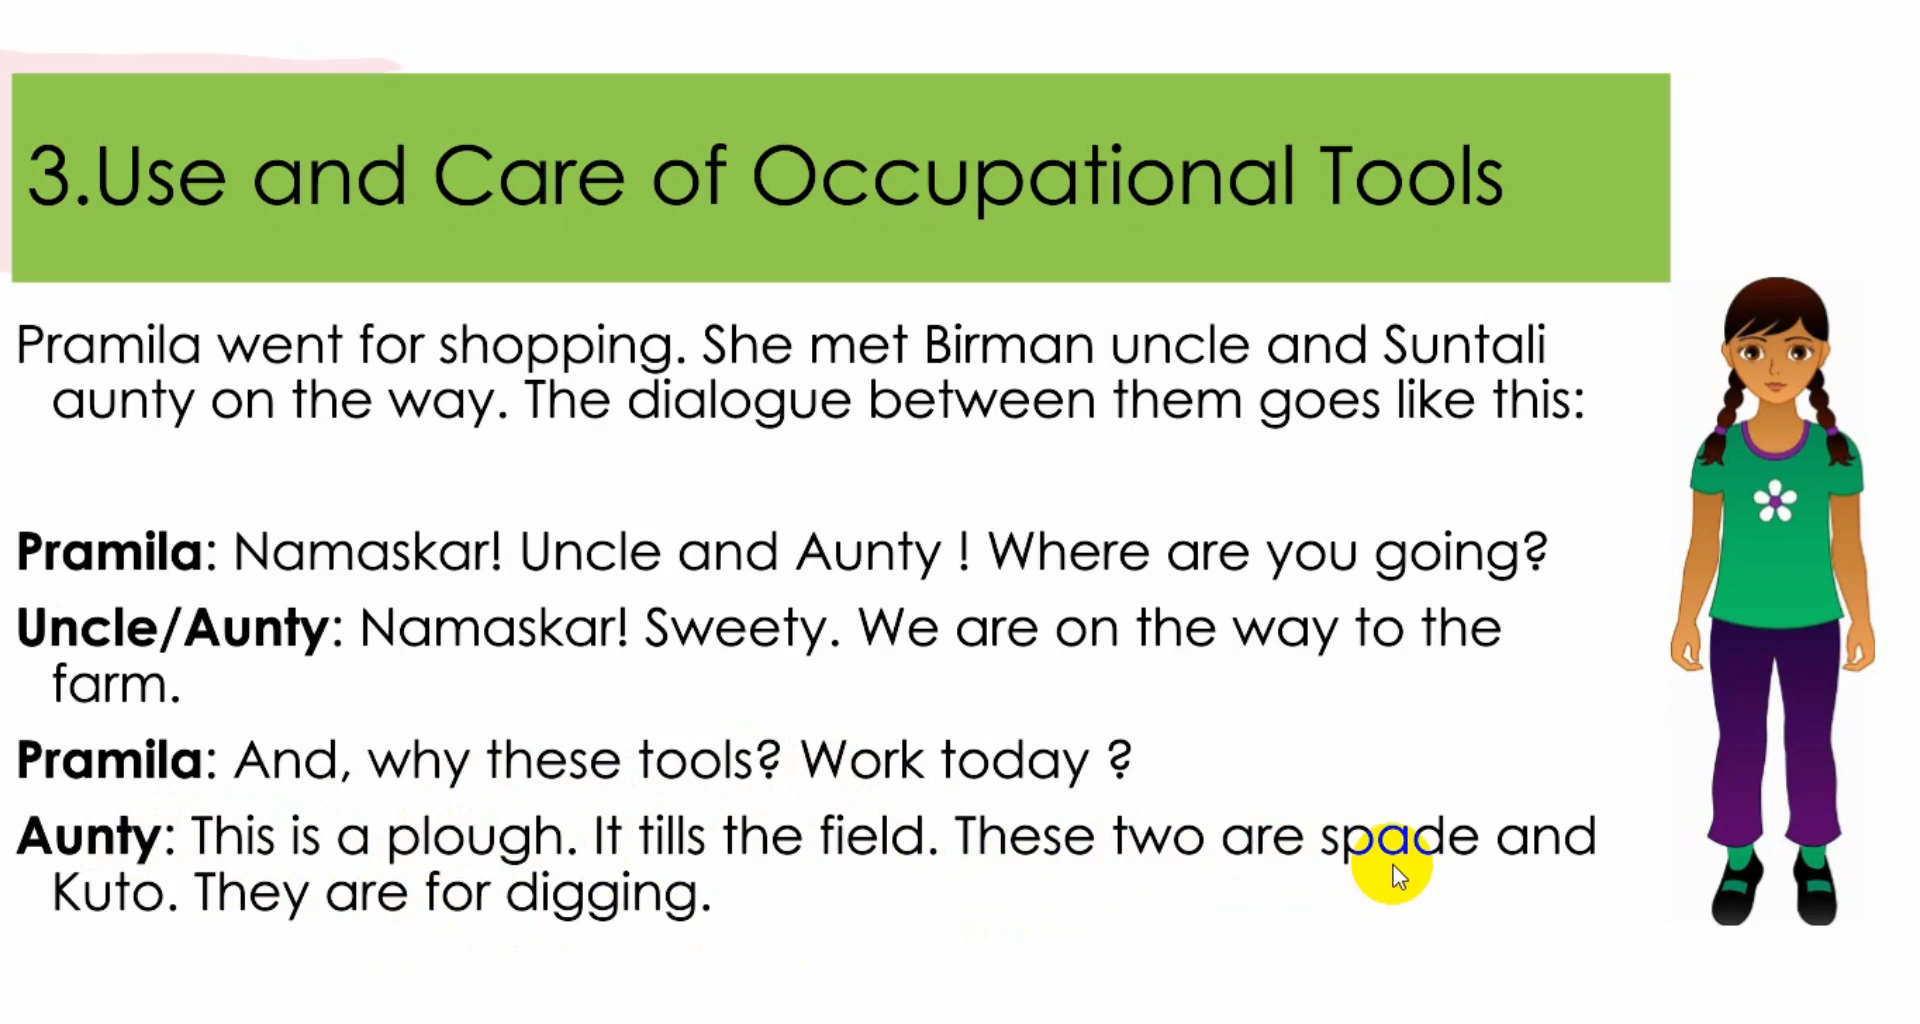 3.Use and Care of Occupational Tools
Pramila went for shopping. She met Birman uncle and Suntali
aunty on the way. The dialogue between them goes like this:
Pramila: Namaskar! Uncle and Aunty ! Where are you going?
Uncle/Aunty: Namaskar! Sweety. We are on the way to the
farm.
Pramila: And, why these tools? Work today ?
Aunty: This is a plough. It tills the field. These two are spade and
Kuto. They are for digging.